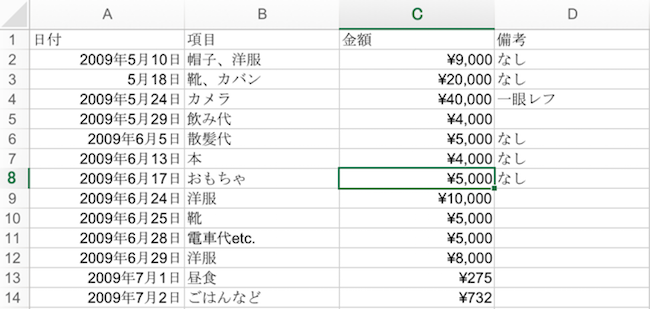 A B C D
1 日付 項目 金額 備考
2 2009年5月10日 帽子、洋服 ¥9,000 なし
3 5月18日 靴、カバン ¥20,000 なし
4 2009年5月24日 カメラ ¥40,000 一眼レフ
5 2009年5月29日 飲み代 ¥4,000
6 2009年6月5日 散髪代 ¥5,000 なし
7 2009年6月13日 本 ¥4,000 なし
8 2009年6月17日 おもちゃ ¥5,000 なし
9 2009年6月24日 洋服 ¥10,000
10 2009年6月25日 靴 ¥5,000
11 2009年6月28日 電車代etc. ¥5,000
12 2009年6月29日 洋服 ¥8,000
13 2009年7月1日 昼食 ¥275
14 2009年7月2日 ごはんなど ¥732